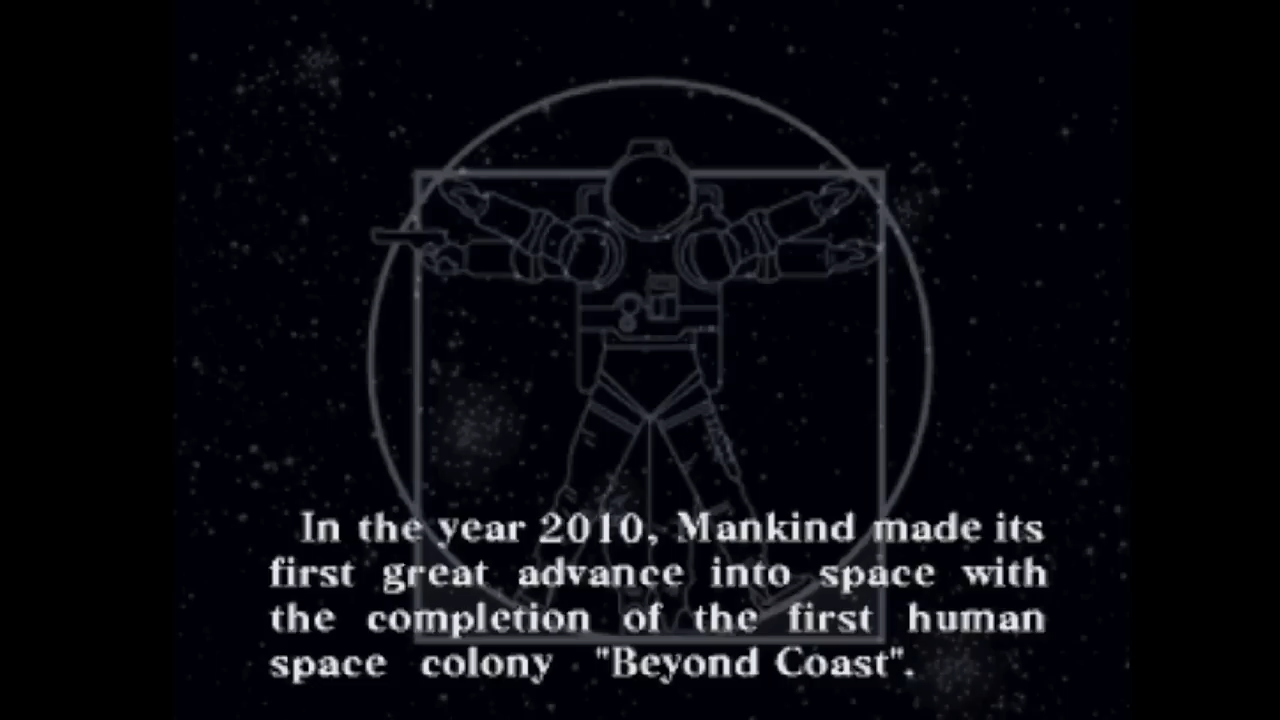 In the year 2010, Mankind made its
first great advance into space with
the completion of the first human
space colony "Beyond Coast".